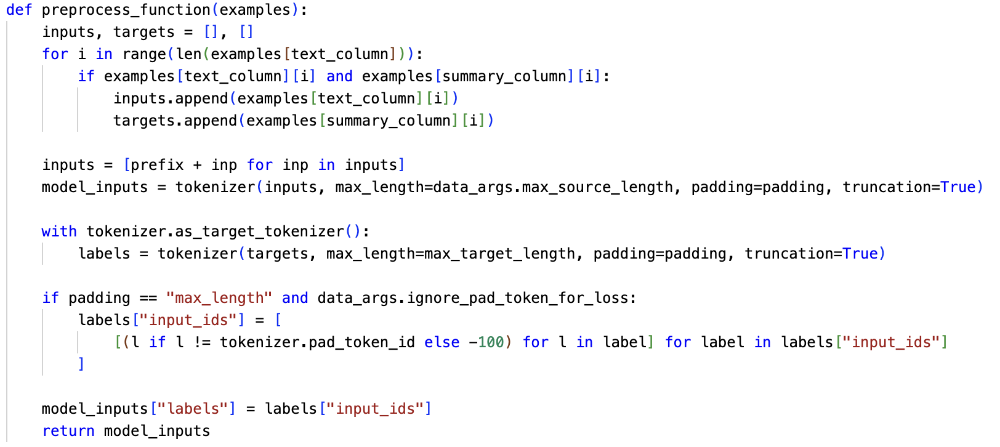 def preprocess_function(examples):
    inputs, targets = [], []
    for i in range(len(examples[text_column])):
        if examples[text_column][i] and examples[summary_column][i]:
            inputs.append(examples[text_column][i])
            targets.append(examples[summary_column][i])

    inputs = [prefix + inp for inp in inputs]
    model_inputs = tokenizer(inputs, max_length=data_args.max_source_length, padding=padding, truncation=True)

    with tokenizer.as_target_tokenizer():
        labels = tokenizer(targets, max_length=max_target_length, padding=padding, truncation=True)

    if padding == "max_length" and data_args.ignore_pad_token_for_loss:
        labels["input_ids"] = [
            [(l if l != tokenizer.pad_token_id else -100) for l in label] for label in labels["input_ids"]
        ]

    model_inputs["labels"] = labels["input_ids"]
    return model_inputs